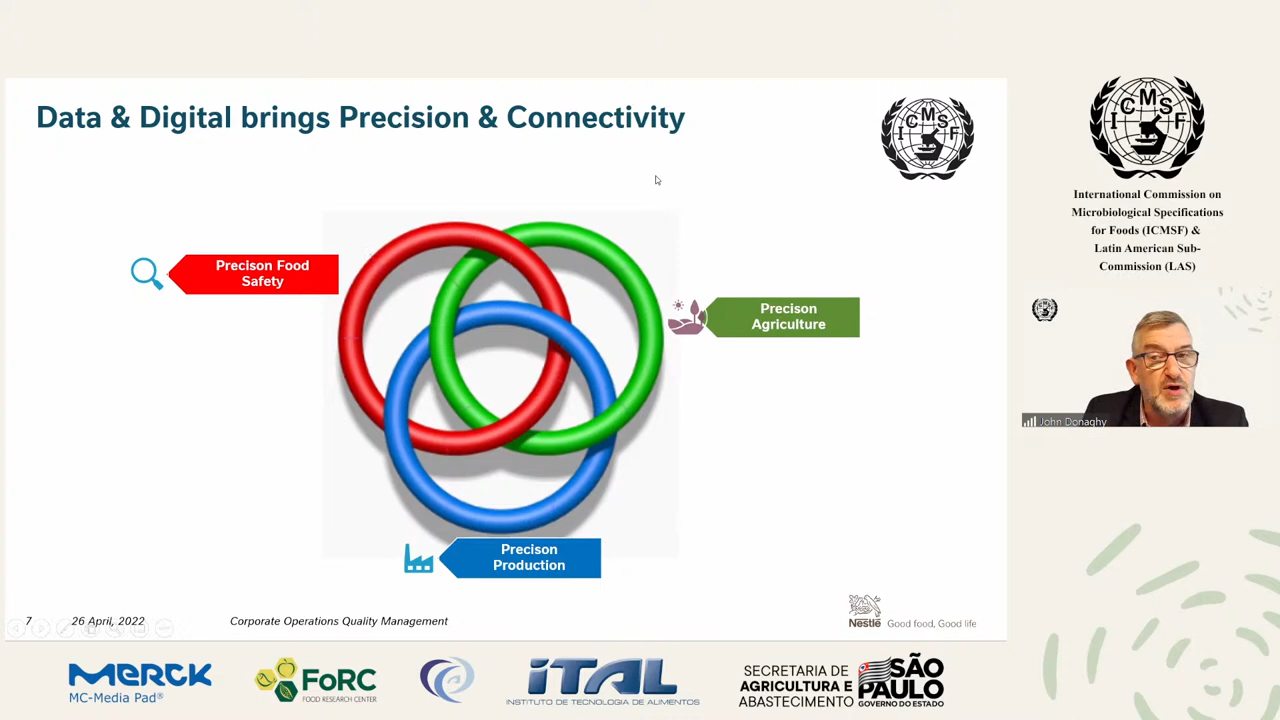 Data & Digital brings Precision & Connectivity
ICMSF
ICMSF
International Commission on
Microbiological Specifications
for Foods (ICMSF) &
Latin American Sub-
Commission (LAS)
Precison Food
Safety
Precison
Agriculture
John Donaghy
Precison
Production
7
26 April, 2022
Corporate Operations Quality Management
Nestlé
Good food, Good life
MERCK
MC-Media Pad®
FoRC
FOOD RESEARCH CENTER
iTAL
INSTITUTO DE TECNOLOGIA DE ALIMENTOS
SECRETARIA DE
AGRICULTURA E
ABASTECIMENTO
SÃO
PAULO
GOVERNO DO ESTADO